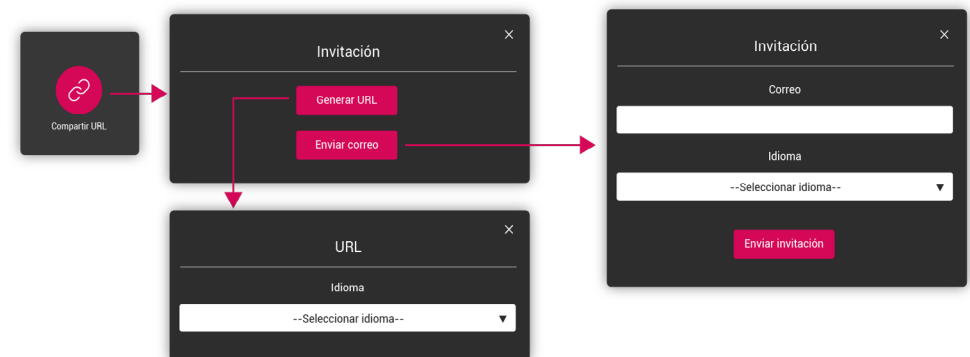 Compartir URL
Invitación
Generar URL
Enviar correo
URL
Idioma
--Seleccionar idioma--
Invitación
Correo
Idioma
--Seleccionar idioma--
Enviar invitación